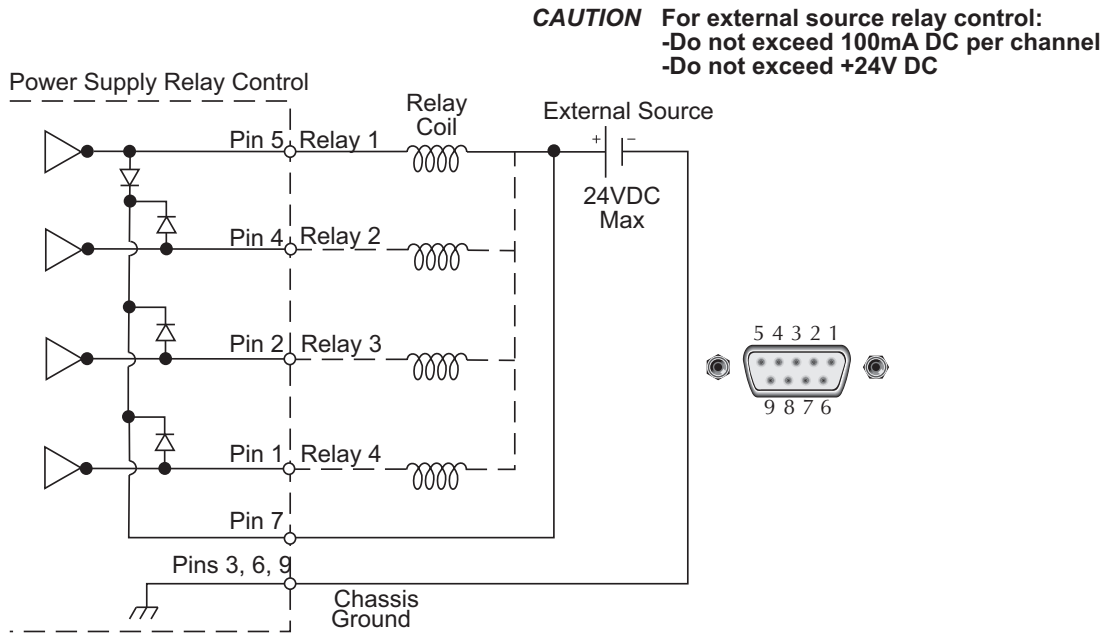 CAUTION For external source relay control:
-Do not exceed 100mA DC per channel
-Do not exceed +24V DC
Power Supply Relay Control
Relay
Coil
External Source
Pin 5 Relay 1
+ −
24VDC
Max
Pin 4 Relay 2
Pin 2 Relay 3
5 4 3 2 1
9 8 7 6
Pin 1 Relay 4
Pin 7
Pins 3, 6, 9
Chassis
Ground